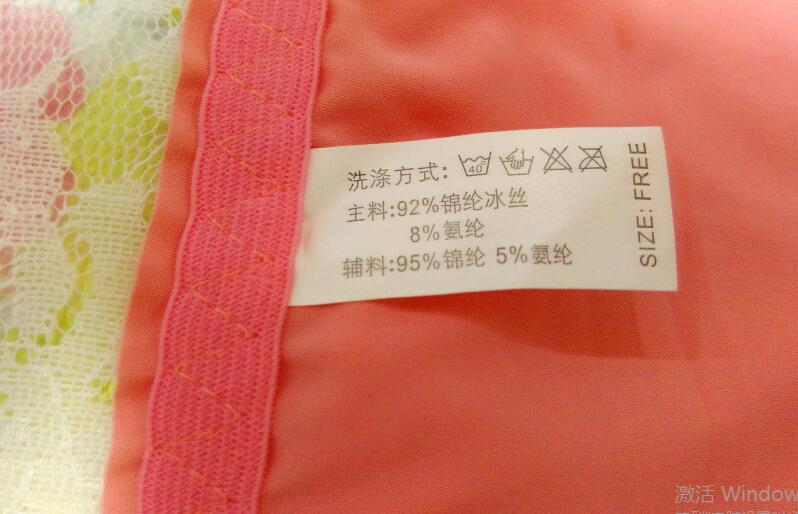 洗涤方式: 40°
主料:92%锦纶冰丝
8%氨纶
辅料:95%锦纶 5%氨纶
SIZE: FREE
激活 Window